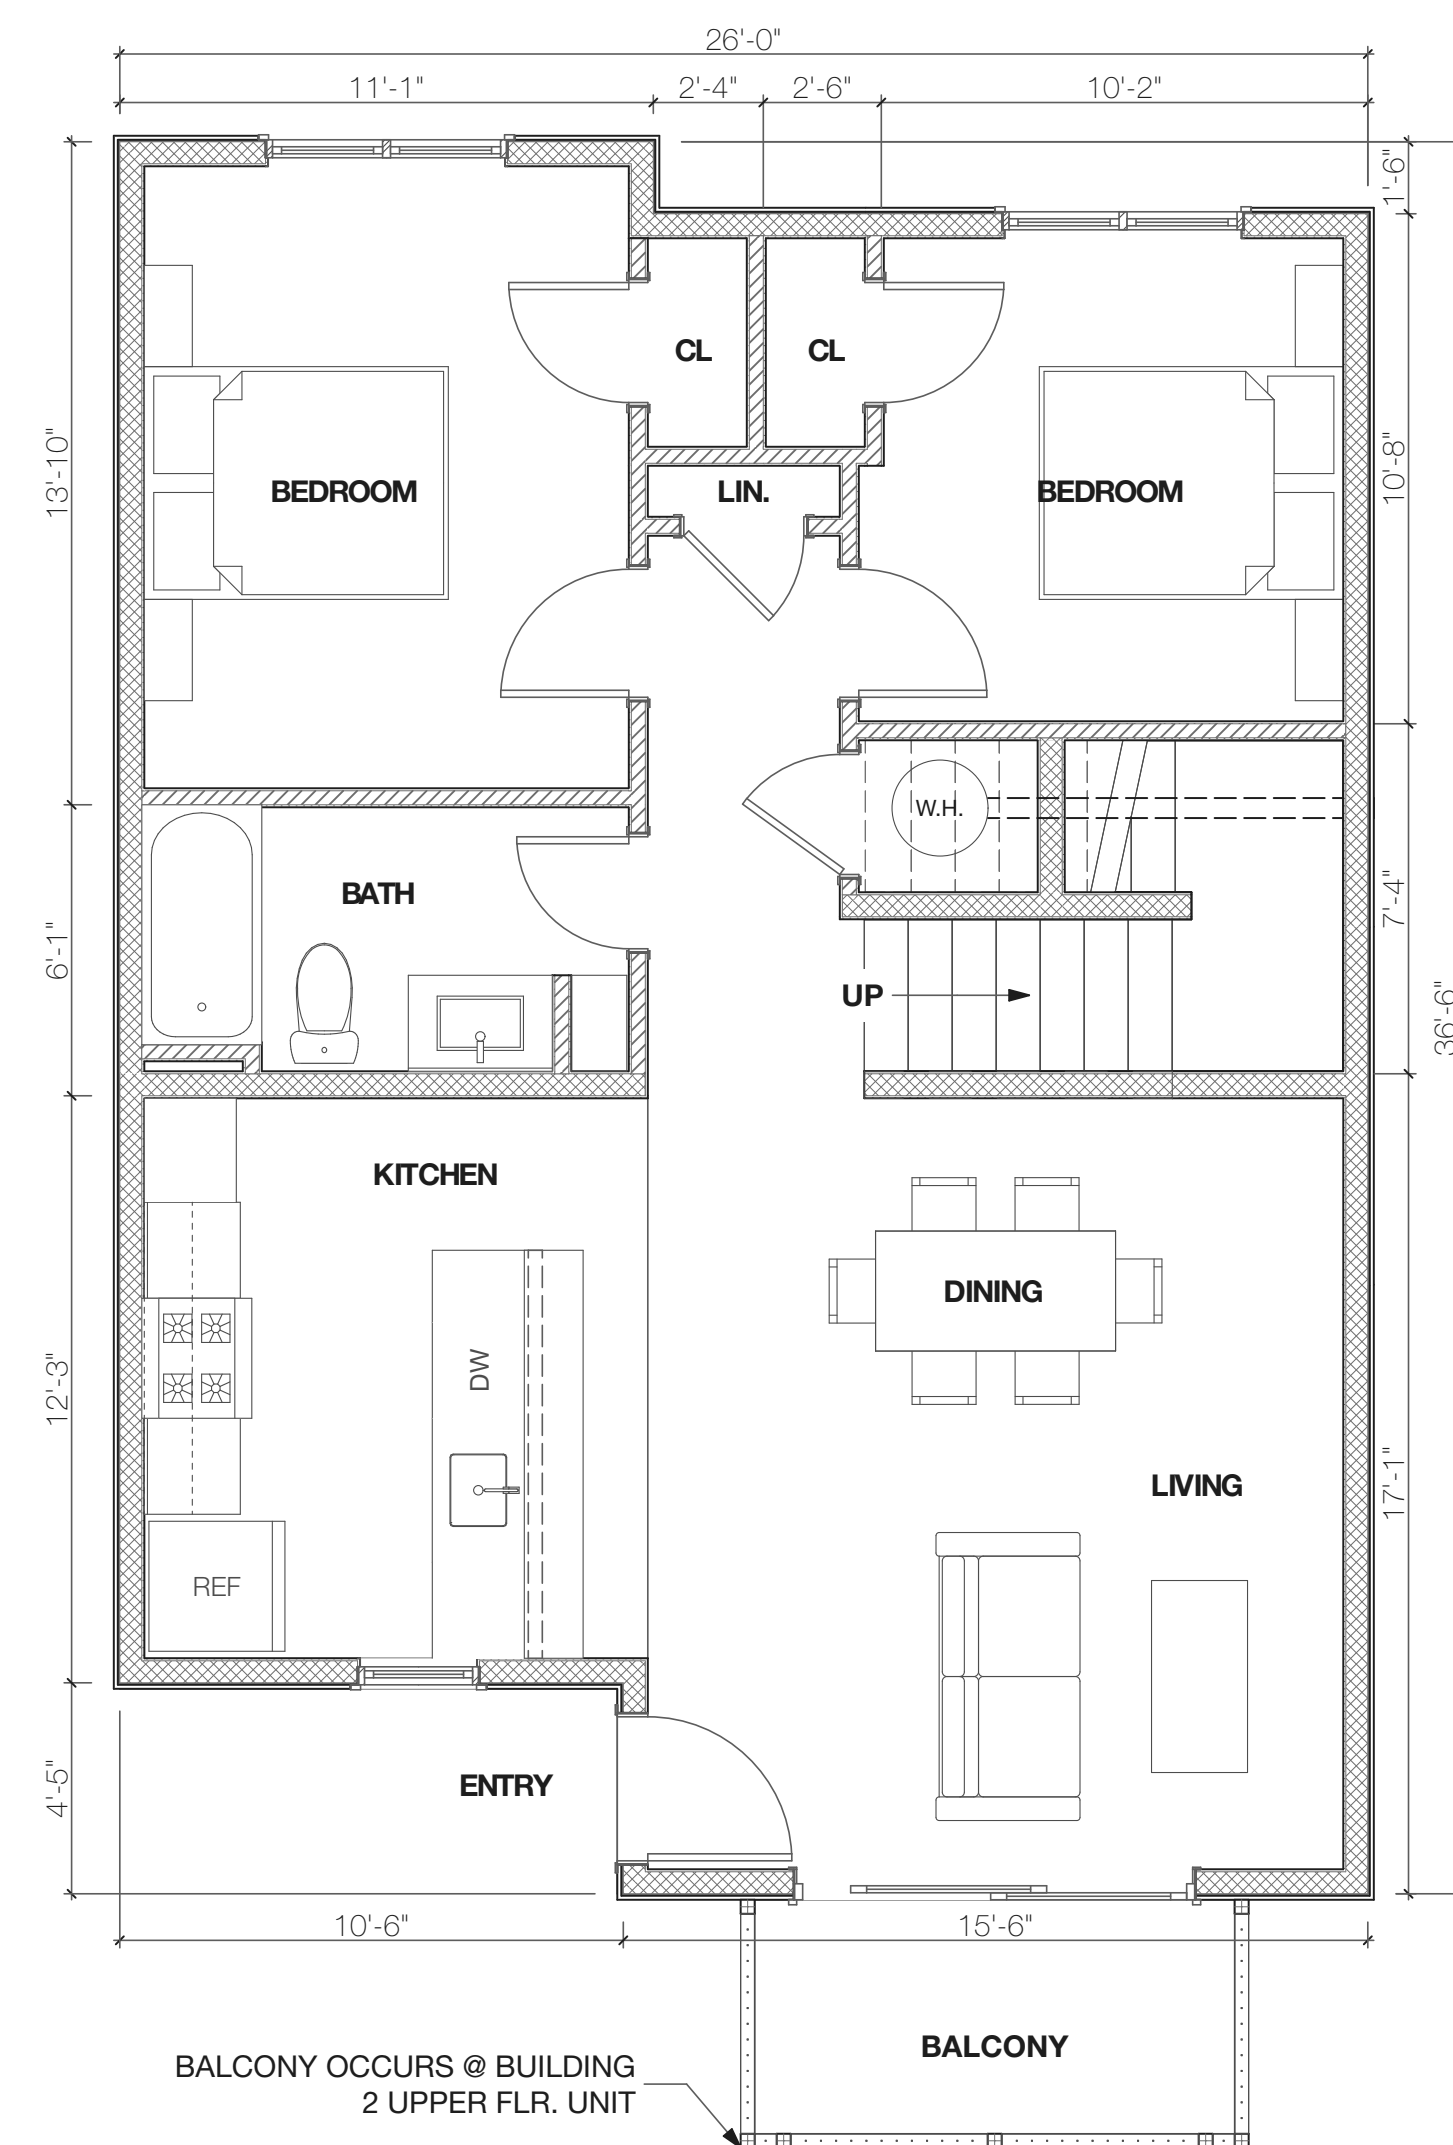 26'-0"
11'-1"
2'-4"
2'-6"
10'-2"
1'-6"
CL
CL
13'-10"
BEDROOM
LIN.
BEDROOM
10'-8"
W.H.
BATH
7'-4"
6'-1"
UP
36'-6"
KITCHEN
DINING
DW
12'-3"
LIVING
17'-1"
REF
ENTRY
4'-5"
10'-6"
15'-6"
BALCONY
BALCONY OCCURS @ BUILDING
2 UPPER FLR. UNIT